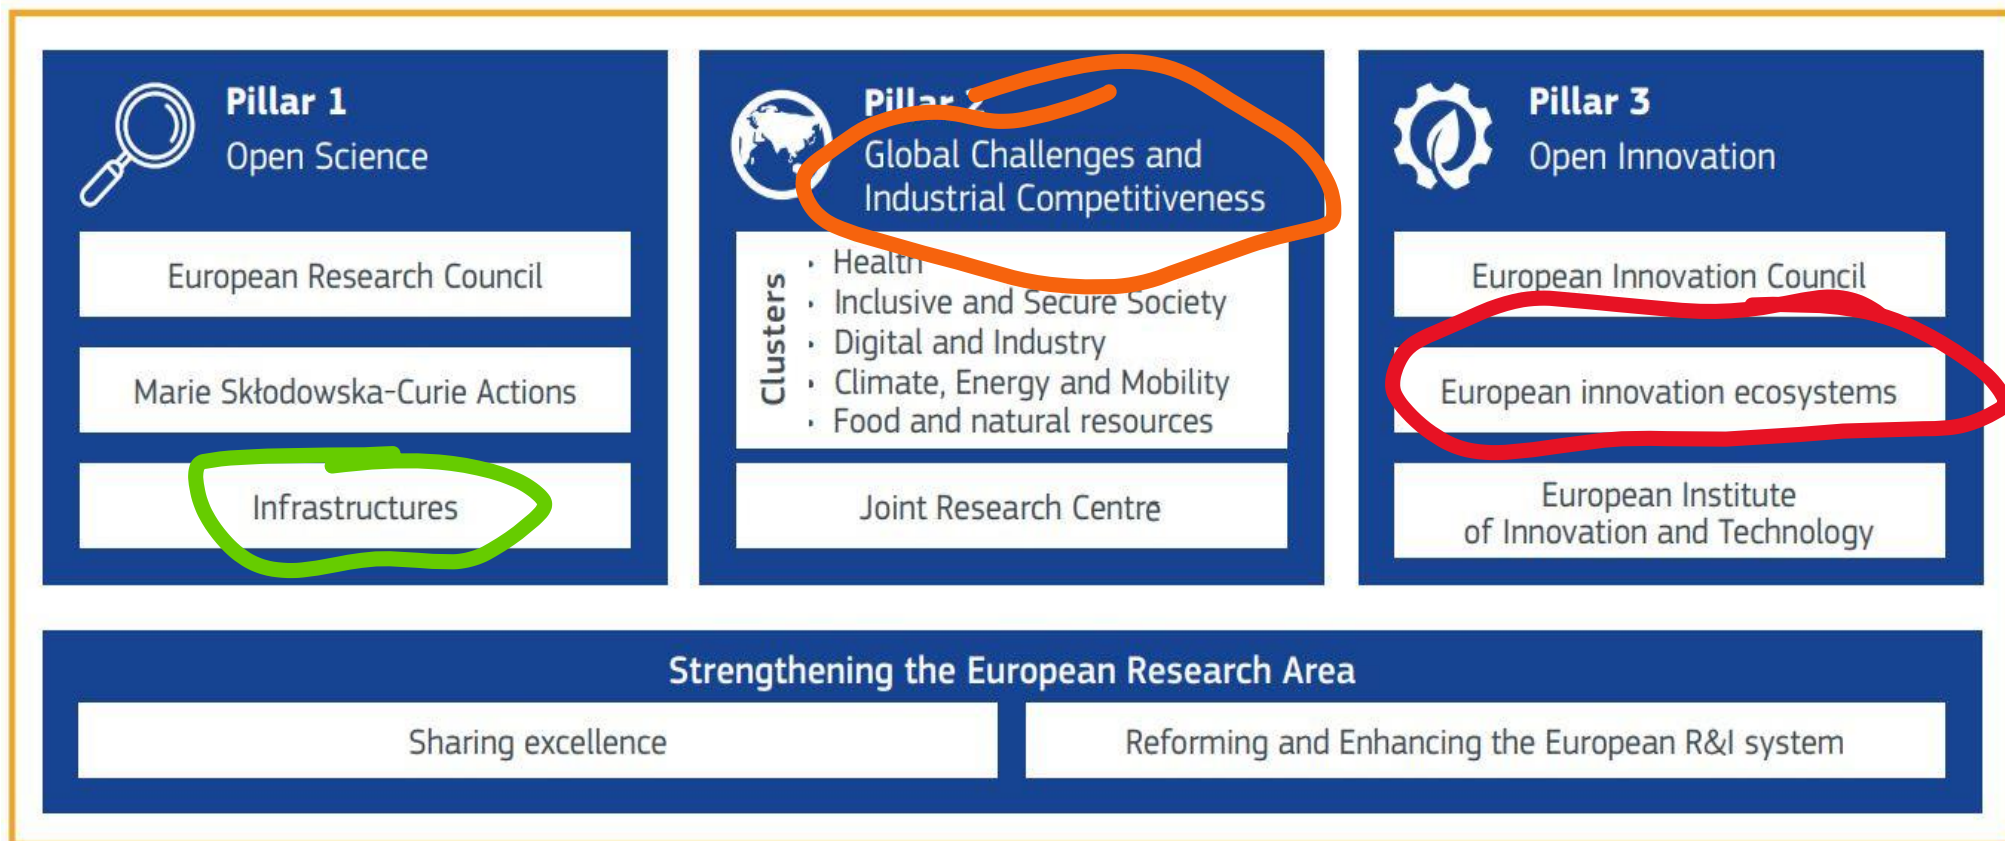 Pillar 1
Open Science
European Research Council
Marie Skłodowska-Curie Actions
Infrastructures
Pillar 2
Global Challenges and
Industrial Competitiveness
Clusters
· Health
· Inclusive and Secure Society
· Digital and Industry
· Climate, Energy and Mobility
· Food and natural resources
Joint Research Centre
Pillar 3
Open Innovation
European Innovation Council
European innovation ecosystems
European Institute
of Innovation and Technology
Strengthening the European Research Area
Sharing excellence
Reforming and Enhancing the European R&I system